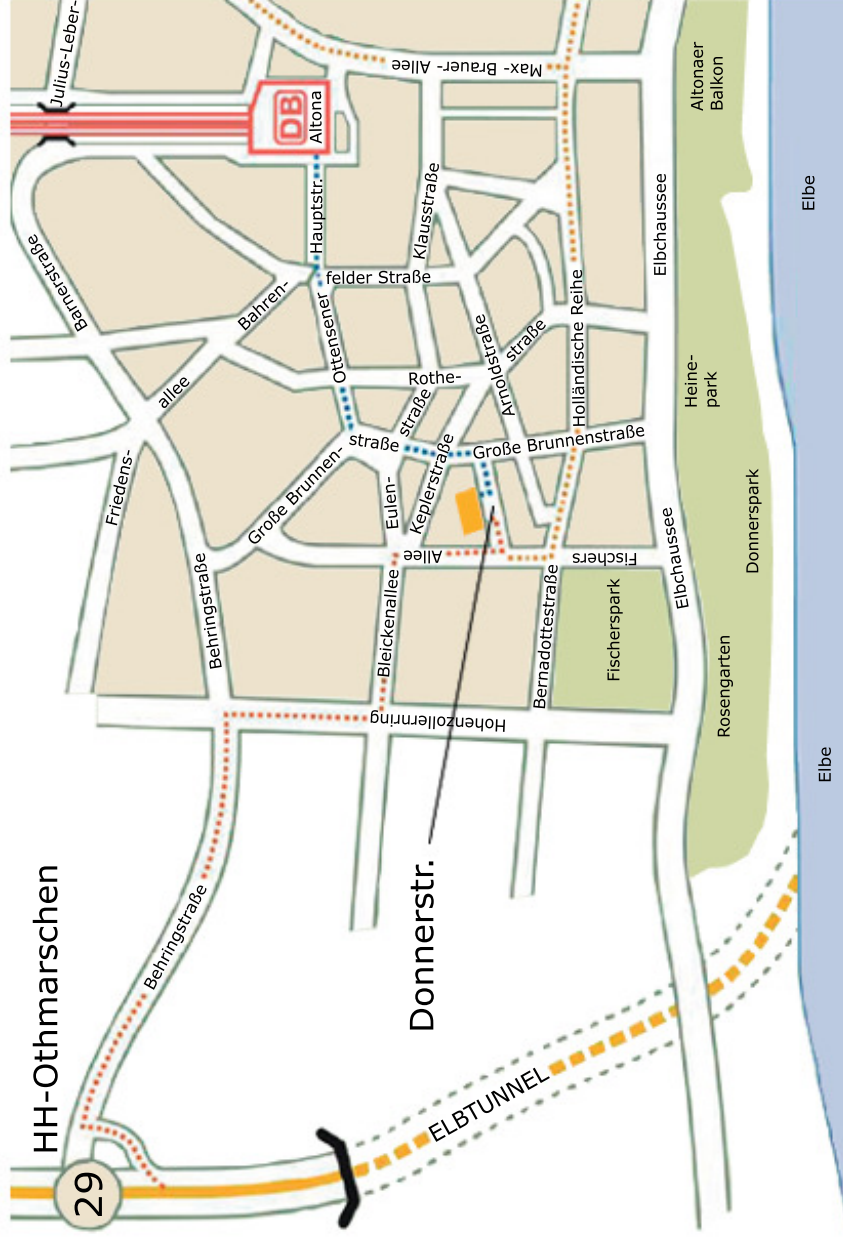 HH-Othmarschen
29
ELBTUNNEL
Behringstraße
Donnerstr.
Hohenzollernring
Friedens-
allee
Behringstraße
Bleickenallee
Bernadottestraße
Fischerspark
Rosengarten
Elbchaussee
Elbe
Große Brunnen-
straße
Eulen-
straße
Keplerstraße
Allee
Fischers
Große Brunnenstraße
Donnerspark
Barnerstraße
Bahren-
felder Straße
Ottensener
Hauptstr.
Rothe-
straße
Arnoldstraße
Holländische Reihe
Heine-
park
Julius-Leber-
DB
Altona
Klausstraße
Max- Brauer- Allee
Elbchaussee
Altonaer
Balkon
Elbe